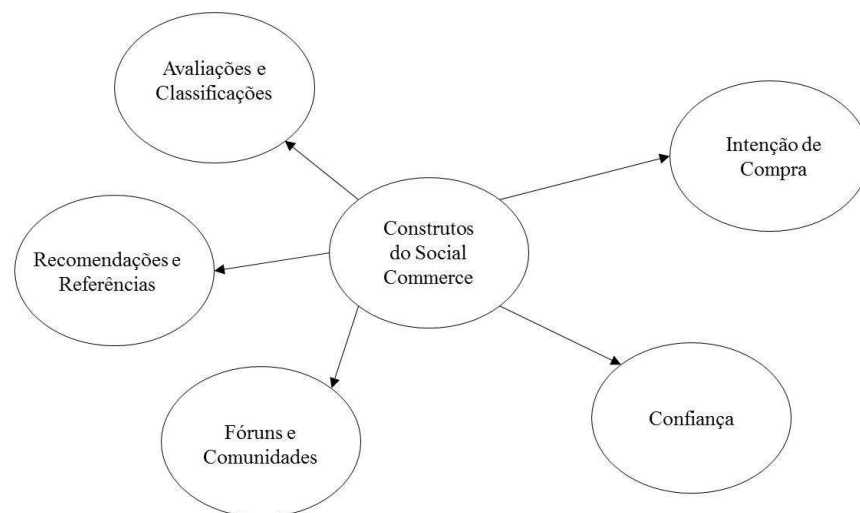 Avaliações e
Classificações
Intenção de
Compra
Construtos
do Social
Commerce
Recomendações e
Referências
Confiança
Fóruns e
Comunidades